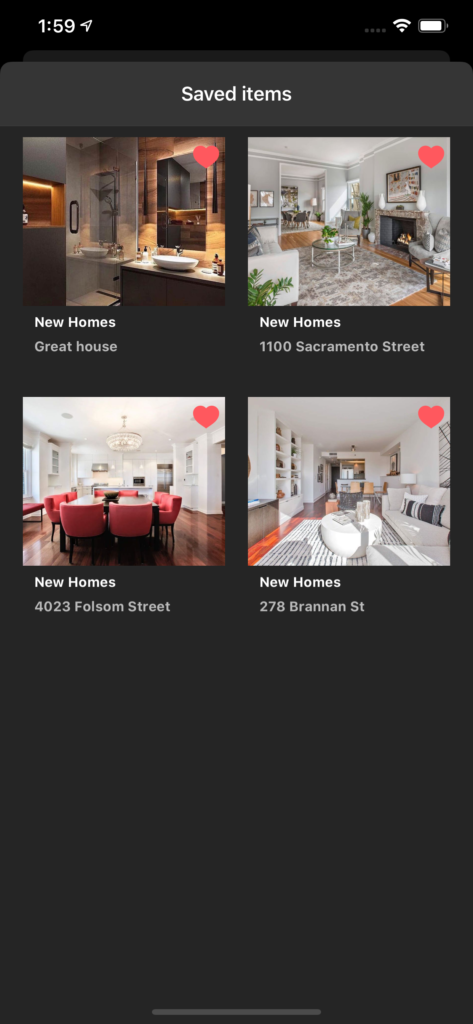 1:59
Saved items
New Homes
Great house
New Homes
1100 Sacramento Street
New Homes
4023 Folsom Street
New Homes
278 Brannan St